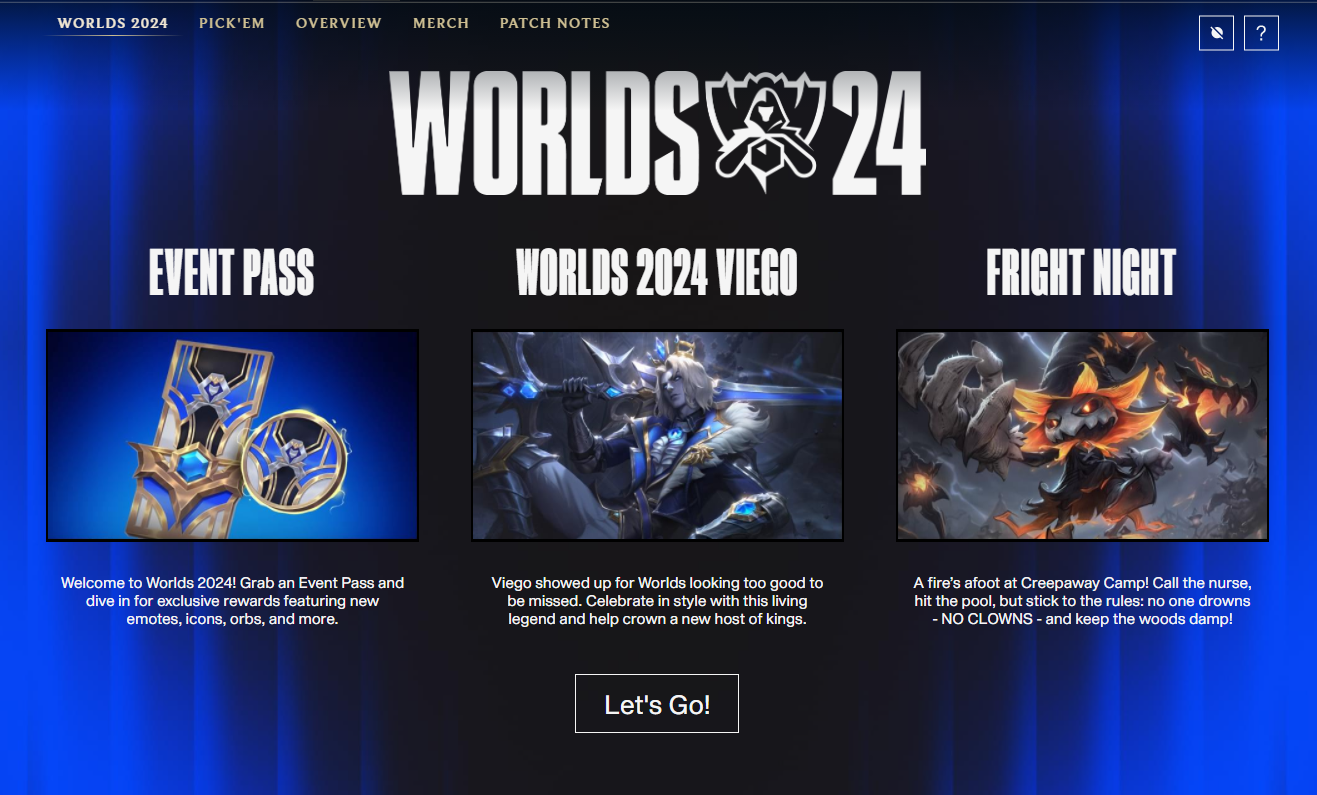 WORLDS 2024 PICK'EM OVERVIEW MERCH PATCH NOTES
?
WORLDS 24
EVENT PASS
WORLDS 2024 VIEGO
FRIGHT NIGHT
Welcome to Worlds 2024! Grab an Event Pass and
dive in for exclusive rewards featuring new
emotes, icons, orbs, and more.
Viego showed up for Worlds looking too good to
be missed. Celebrate in style with this living
legend and help crown a new host of kings.
A fire’s afoot at Creepaway Camp! Call the nurse,
hit the pool, but stick to the rules: no one drowns
- NO CLOWNS - and keep the woods damp!
Let's Go!